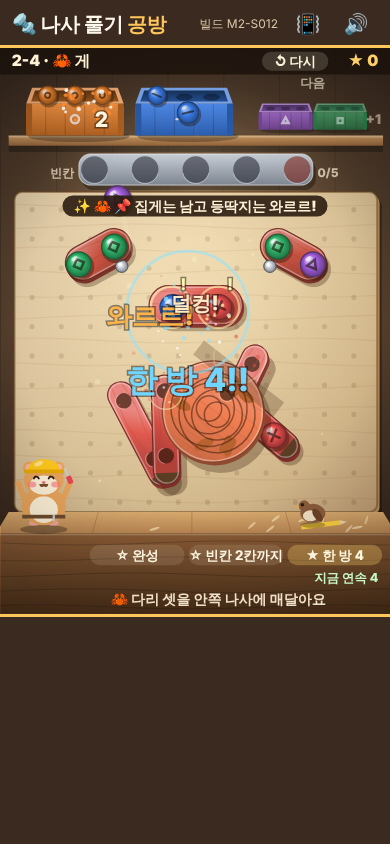 나사 풀기 공방
빌드 M2-S012
2-4 · 게
다시
★ 0
다음
2
+1
빈칸
0/5
집게는 남고 등딱지는 와르르!
! !
덜컹!
와르르!
한 방 4!!
☆ 완성
☆ 빈칸 2칸까지
★ 한 방 4
지금 연속 4
다리 셋을 안쪽 나사에 매달아요